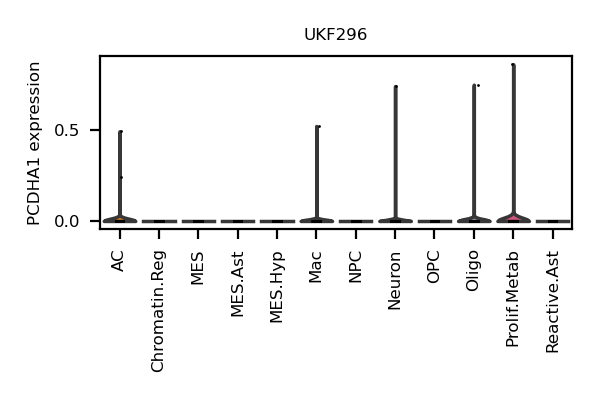 UKF296
PCDHA1 expression
0.5
0.0
AC
Chromatin.Reg
MES
MES.Ast
MES.Hyp
Mac
NPC
Neuron
OPC
Oligo
Prolif.Metab
Reactive.Ast